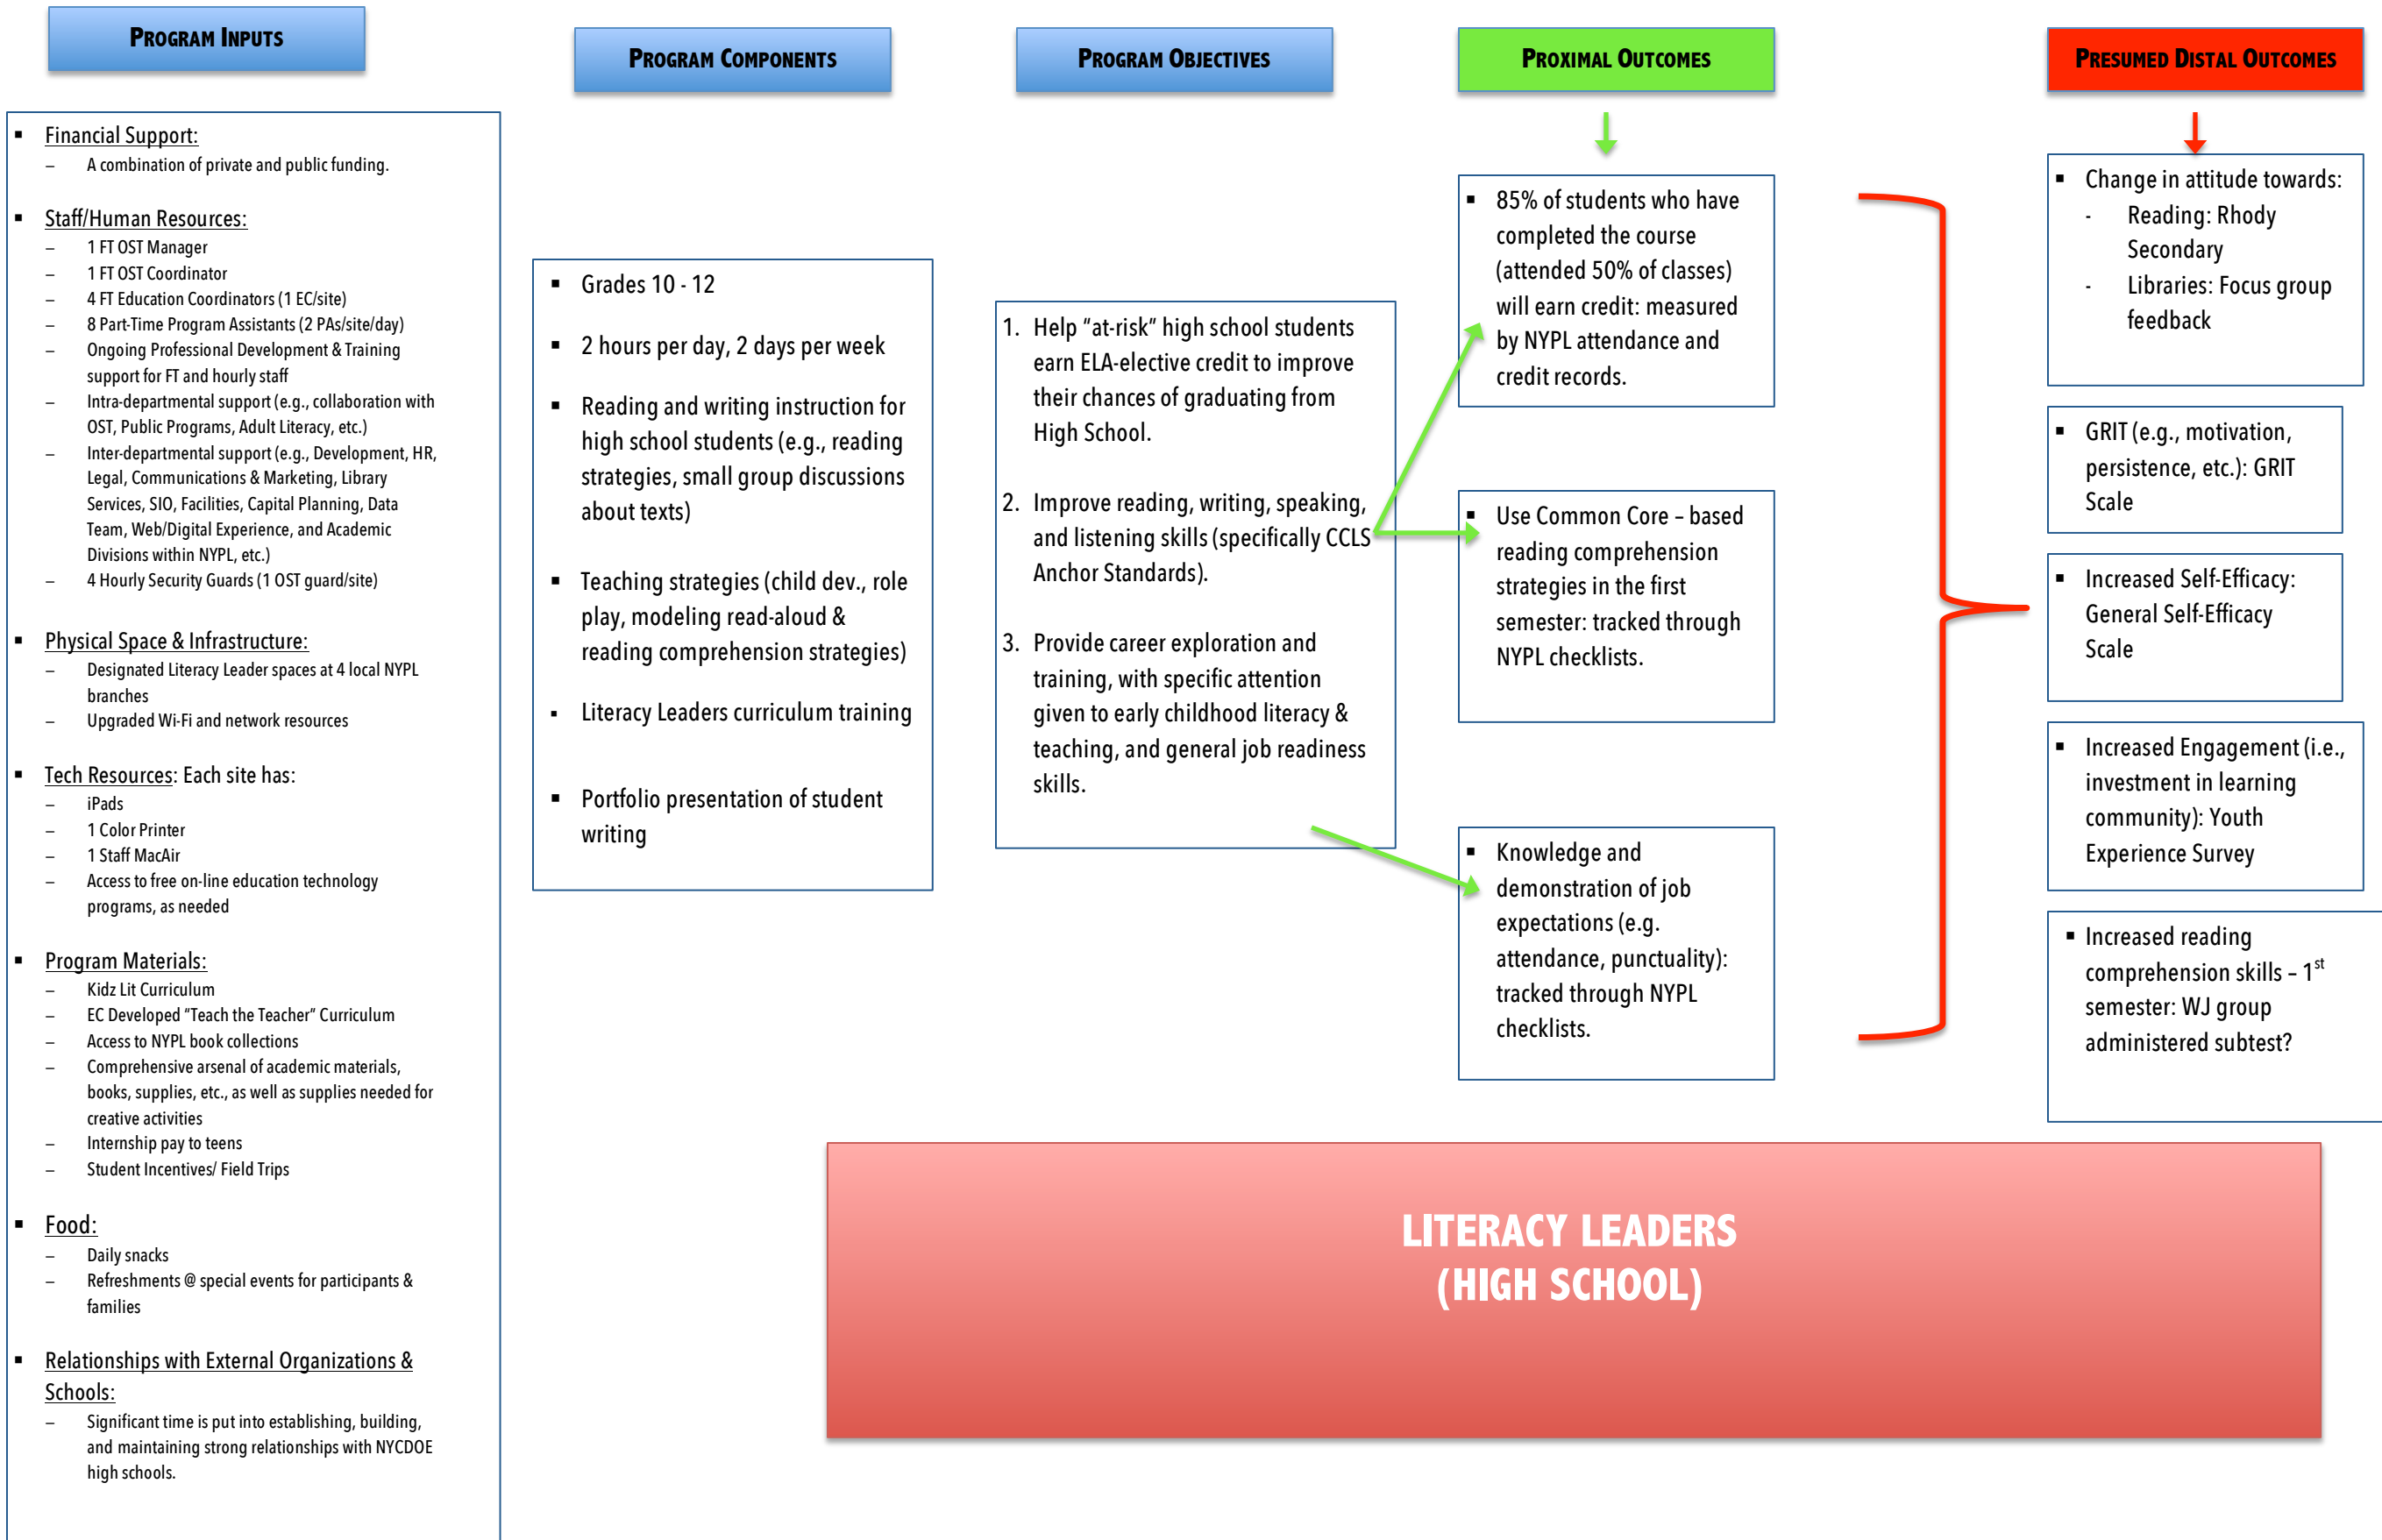 PROGRAM INPUTS
▪ Financial Support:
– A combination of private and public funding.
▪ Staff/Human Resources:
– 1 FT OST Manager
– 1 FT OST Coordinator
– 4 FT Education Coordinators (1 EC/site)
– 8 Part-Time Program Assistants (2 PAs/site/day)
– Ongoing Professional Development & Training
support for FT and hourly staff
– Intra-departmental support (e.g., collaboration with
OST, Public Programs, Adult Literacy, etc.)
– Inter-departmental support (e.g., Development, HR,
Legal, Communications & Marketing, Library
Services, SIO, Facilities, Capital Planning, Data
Team, Web/Digital Experience, and Academic
Divisions within NYPL, etc.)
– 4 Hourly Security Guards (1 OST guard/site)
▪ Physical Space & Infrastructure:
– Designated Literacy Leader spaces at 4 local NYPL
branches
– Upgraded Wi-Fi and network resources
▪ Tech Resources: Each site has:
– iPads
– 1 Color Printer
– 1 Staff MacAir
– Access to free on-line education technology
programs, as needed
▪ Program Materials:
– Kidz Lit Curriculum
– EC Developed "Teach the Teacher" Curriculum
– Access to NYPL book collections
– Comprehensive arsenal of academic materials,
books, supplies, etc., as well as supplies needed for
creative activities
– Internship pay to teens
– Student Incentives/ Field Trips
▪ Food:
– Daily snacks
– Refreshments @ special events for participants &
families
▪ Relationships with External Organizations &
Schools:
– Significant time is put into establishing, building,
and maintaining strong relationships with NYCDOE
high schools.
PROGRAM COMPONENTS
▪ Grades 10 - 12
▪ 2 hours per day, 2 days per week
▪ Reading and writing instruction for
high school students (e.g., reading
strategies, small group discussions
about texts)
▪ Teaching strategies (child dev., role
play, modeling read-aloud &
reading comprehension strategies)
▪ Literacy Leaders curriculum training
▪ Portfolio presentation of student
writing
PROGRAM OBJECTIVES
1. Help "at-risk" high school students
earn ELA-elective credit to improve
their chances of graduating from
High School.
2. Improve reading, writing, speaking,
and listening skills (specifically CCLS
Anchor Standards).
3. Provide career exploration and
training, with specific attention
given to early childhood literacy &
teaching, and general job readiness
skills.
PROXIMAL OUTCOMES
▪ 85% of students who have
completed the course
(attended 50% of classes)
will earn credit: measured
by NYPL attendance and
credit records.
▪ Use Common Core – based
reading comprehension
strategies in the first
semester: tracked through
NYPL checklists.
▪ Knowledge and
demonstration of job
expectations (e.g.
attendance, punctuality):
tracked through NYPL
checklists.
PRESUMED DISTAL OUTCOMES
▪ Change in attitude towards:
- Reading: Rhody
Secondary
- Libraries: Focus group
feedback
▪ GRIT (e.g., motivation,
persistence, etc.): GRIT
Scale
▪ Increased Self-Efficacy:
General Self-Efficacy
Scale
▪ Increased Engagement (i.e.,
investment in learning
community): Youth
Experience Survey
▪ Increased reading
comprehension skills – 1st
semester: WJ group
administered subtest?
LITERACY LEADERS
(HIGH SCHOOL)